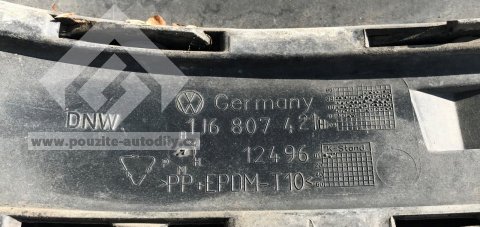 Germany
DNW.
1J6 807 421
www.pouzite-autodily.cz
12496
K-Stand
>PP+EPDM-T10<